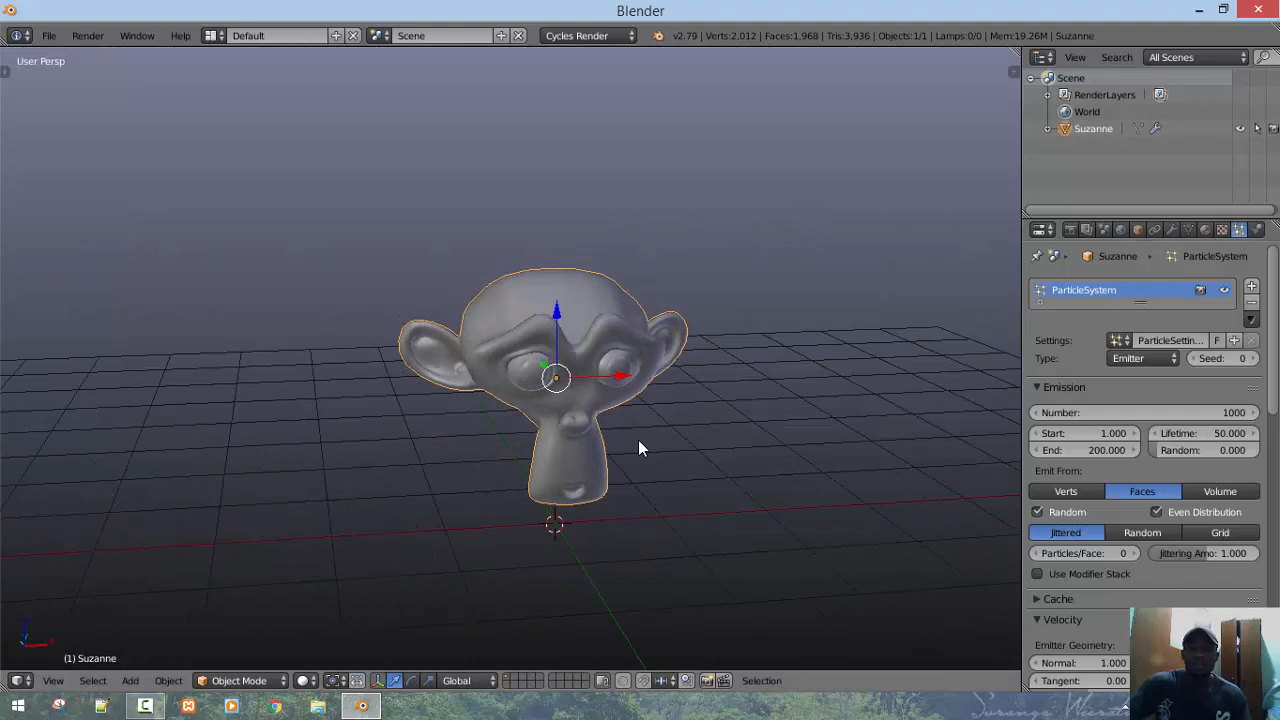 Blender
File Render Window Help Default Scene Cycles Render v2.79 | Verts:2,012 | Faces:1,968 | Tris:3,936 | Objects:1/1 | Lamps:0/0 | Mem:19.26M | Suzanne
User Persp
View Search All Scenes
Scene
RenderLayers
World
Suzanne
Suzanne ParticleSystem
ParticleSystem
Settings: ParticleSettin... F
Type: Emitter Seed: 0
Emission
Number: 1000
Start: 1.000 Lifetime: 50.000
End: 200.000 Random: 0.000
Emit From:
Verts Faces Volume
Random Even Distribution
Jittered Random Grid
Particles/Face: 0 Jittering Amo: 1.000
Use Modifier Stack
Cache
Velocity
Emitter Geometry:
Normal: 1.000
Tangent: 0.00
(1) Suzanne
View Select Add Object Object Mode Global Selection